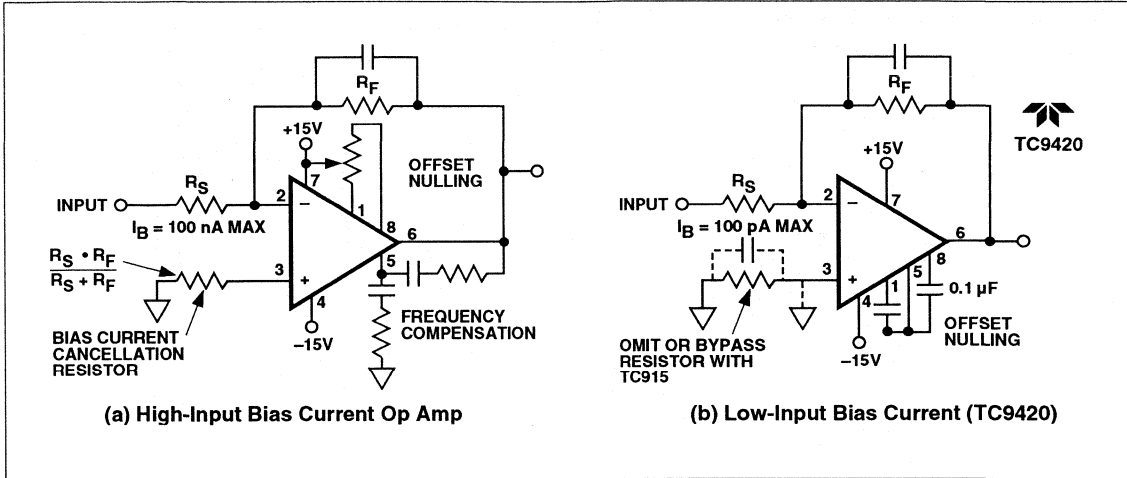 R_F
+15V
7
OFFSET
NULLING
R_S
INPUT
2
−
1
I_B = 100 nA MAX
8
6
R_S • R_F
R_S + R_F
3
+
5
4
FREQUENCY
COMPENSATION
−15V
BIAS CURRENT
CANCELLATION
RESISTOR
(a) High-Input Bias Current Op Amp
R_F
TC9420
+15V
7
R_S
INPUT
2
−
I_B = 100 pA MAX
6
8
3
+
5
1
4
0.1 µF
OFFSET
NULLING
−15V
OMIT OR BYPASS
RESISTOR WITH
TC915
(b) Low-Input Bias Current (TC9420)